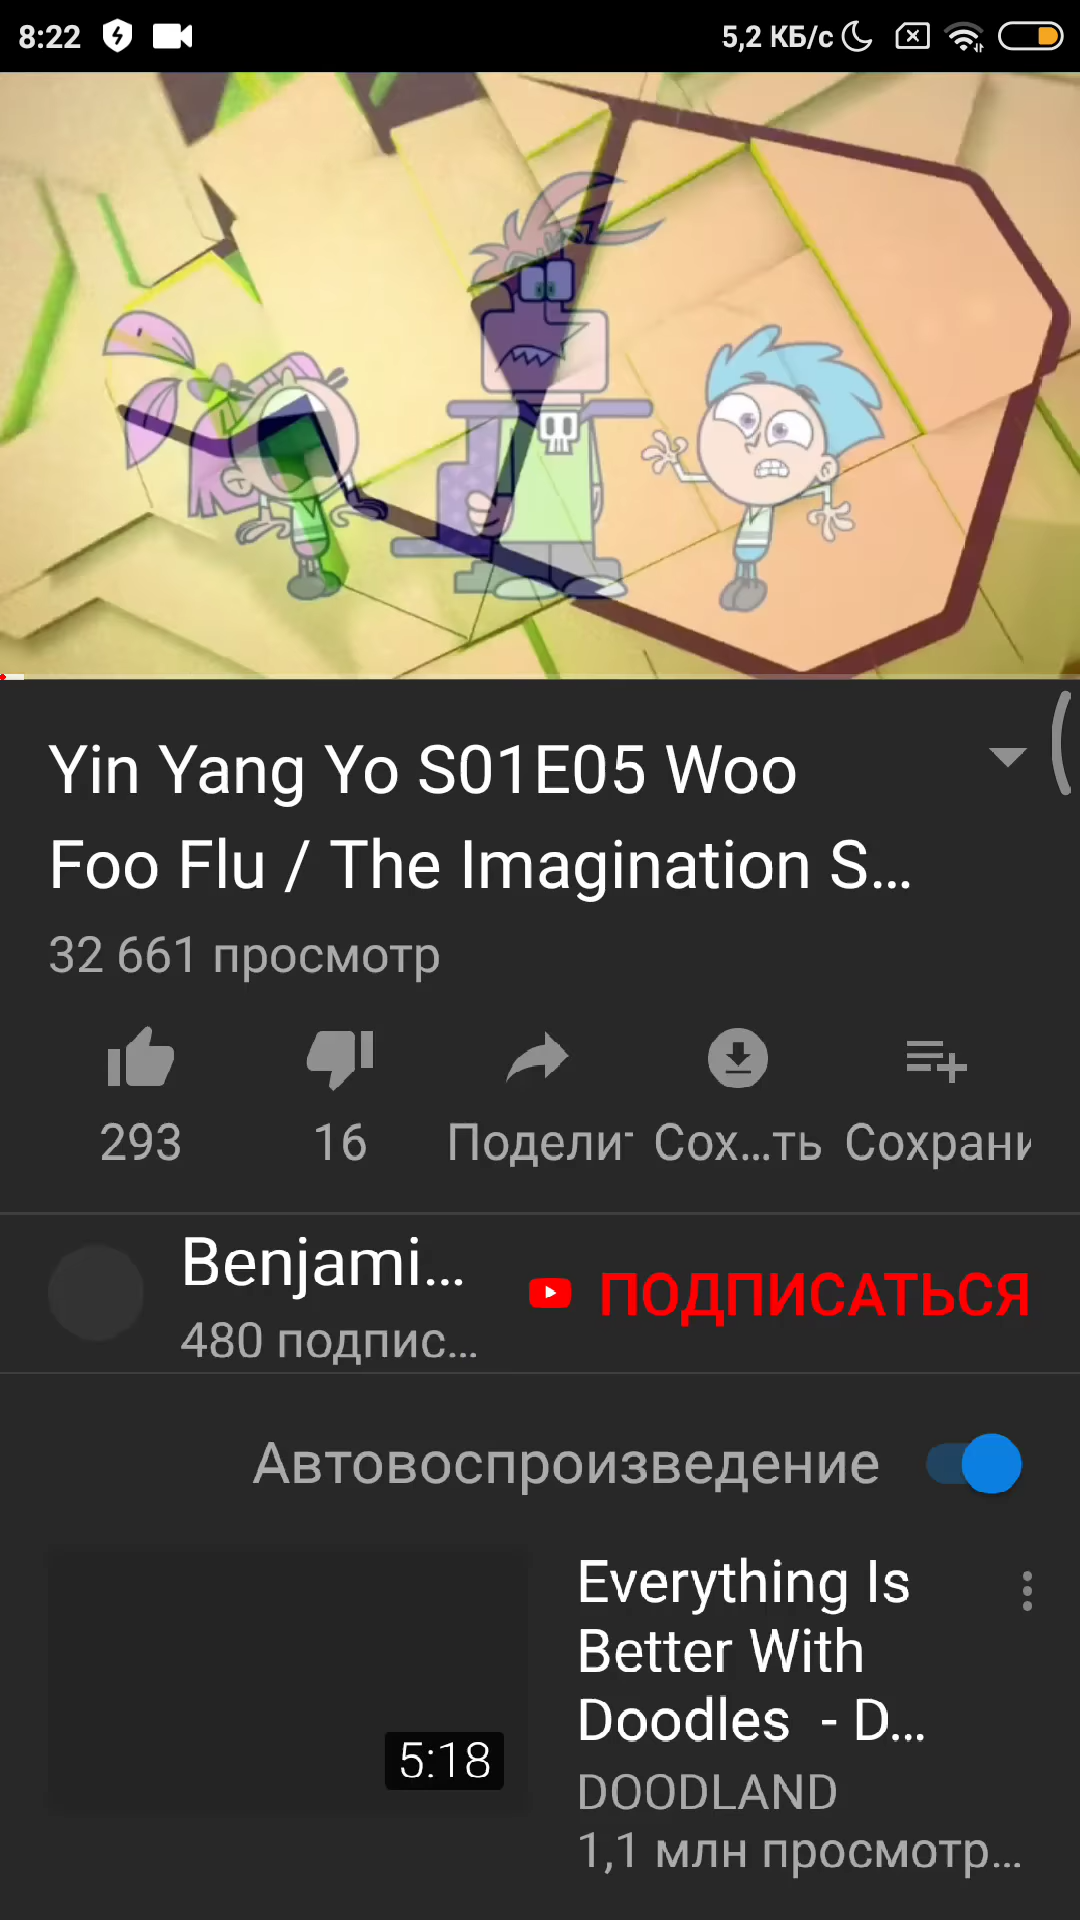 8:22 5,2 КБ/с
Yin Yang Yo S01E05 Woo
Foo Flu / The Imagination S...
32 661 просмотр
293 16 Подели Сох...ть Сохрани
Benjami...
480 подпис...
ПОДПИСАТЬСЯ
Автовоспроизведение
Everything Is
Better With
Doodles - D...
5:18
DOODLAND
1,1 млн просмотр...